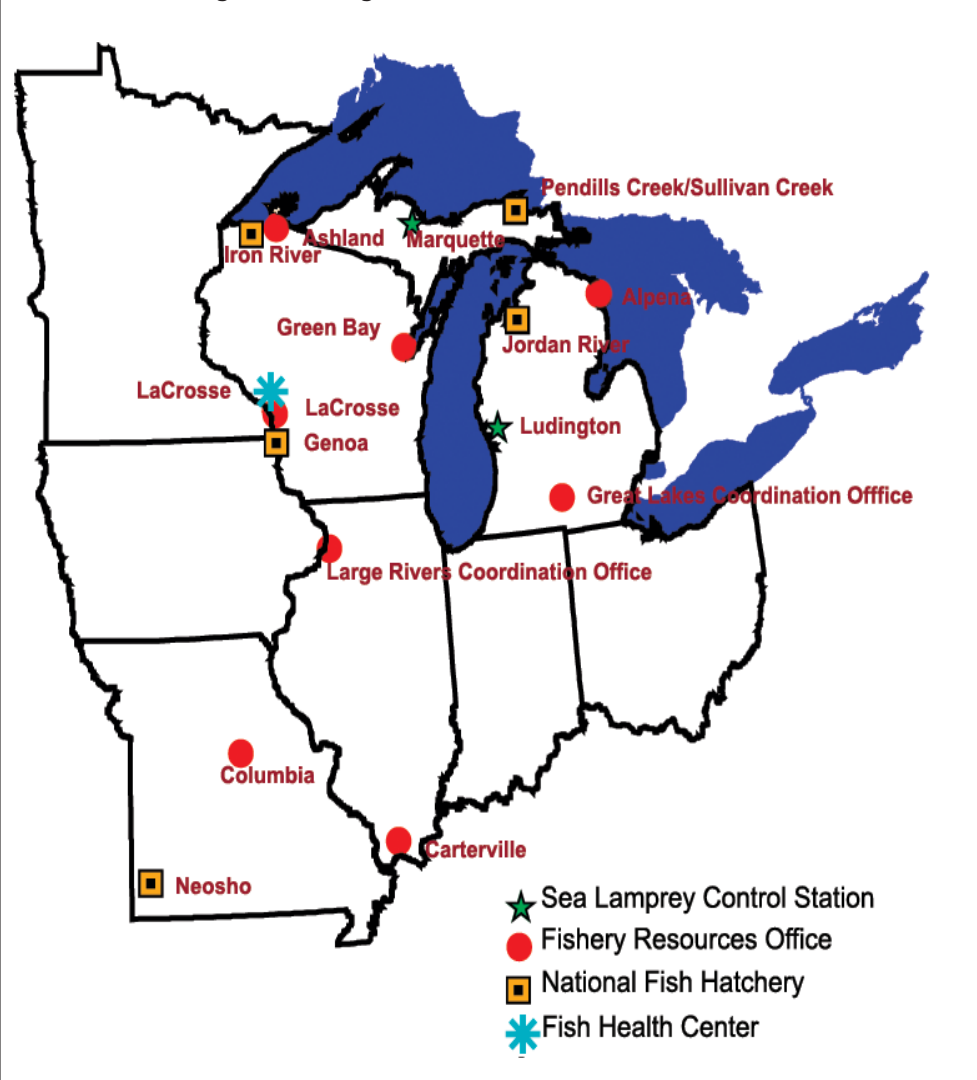 Pendills Creek/Sullivan Creek
Ashland
Marquette
Iron River
Alpena
Green Bay
Jordan River
LaCrosse
LaCrosse
Ludington
Genoa
Great Lakes Coordination Offfice
Large Rivers Coordination Office
Columbia
Carterville
Neosho
Sea Lamprey Control Station
Fishery Resources Office
National Fish Hatchery
Fish Health Center